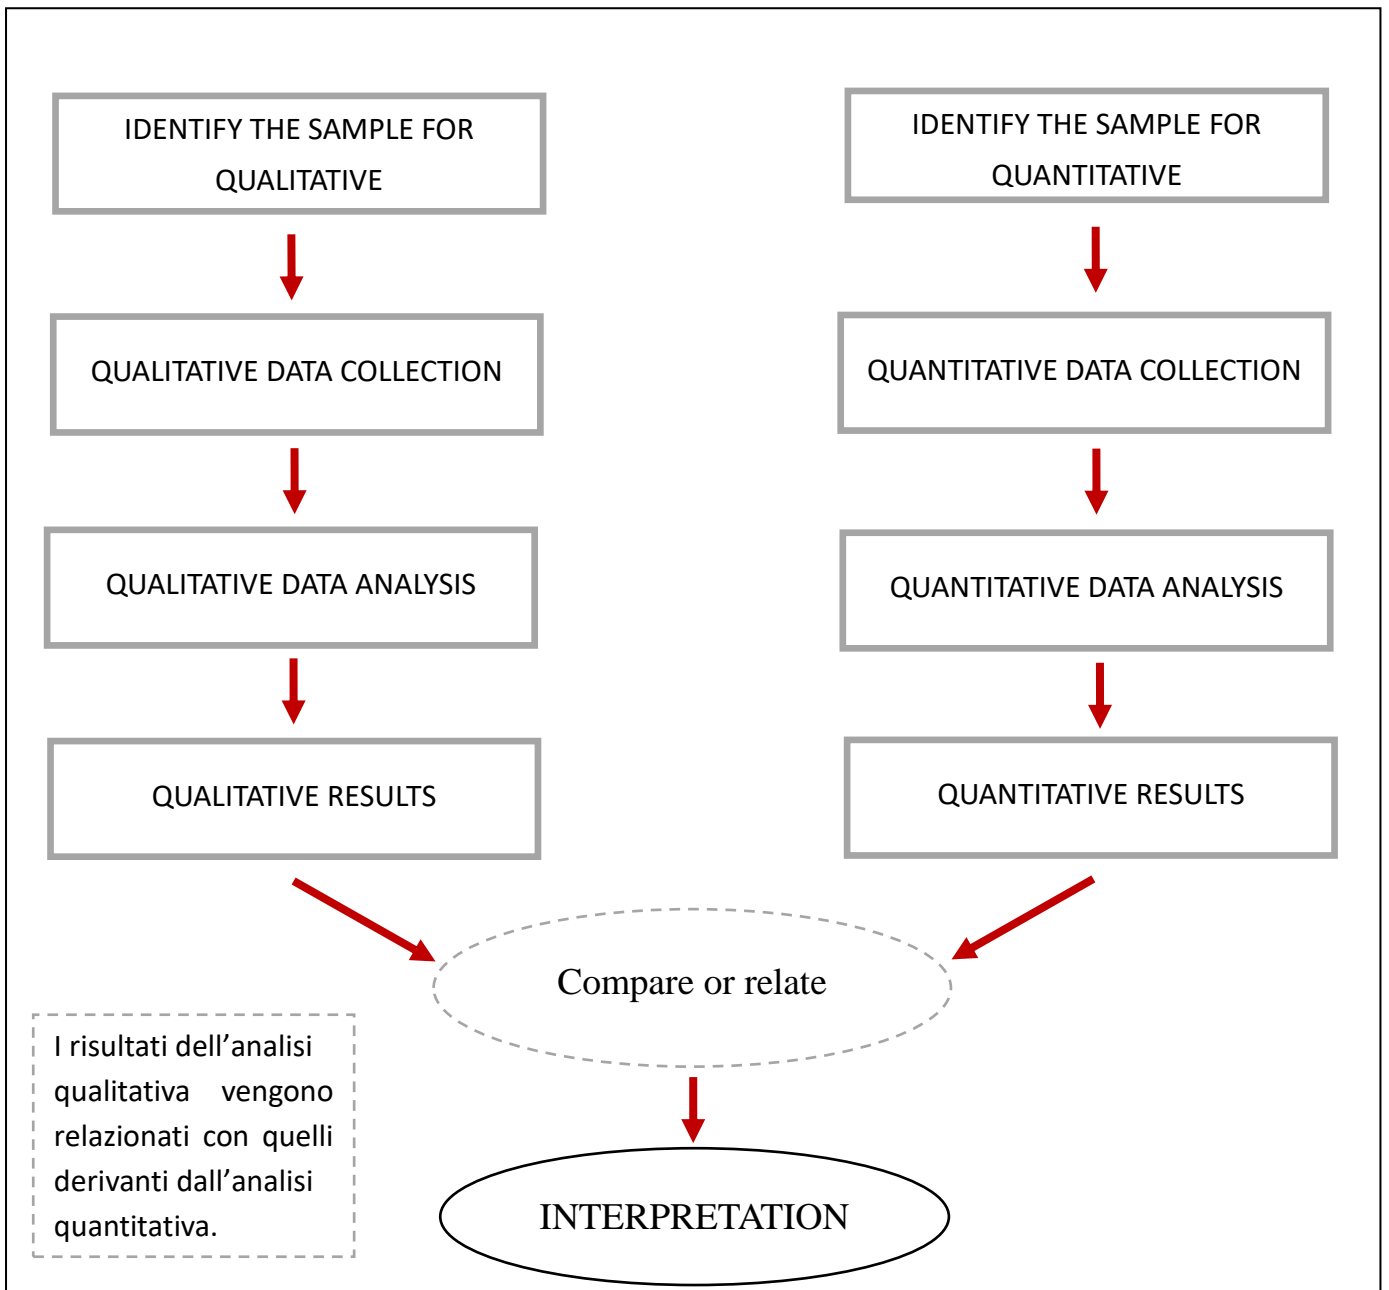 IDENTIFY THE SAMPLE FOR
QUALITATIVE
IDENTIFY THE SAMPLE FOR
QUANTITATIVE
QUALITATIVE DATA COLLECTION
QUANTITATIVE DATA COLLECTION
QUALITATIVE DATA ANALYSIS
QUANTITATIVE DATA ANALYSIS
QUALITATIVE RESULTS
QUANTITATIVE RESULTS
Compare or relate
I risultati dell’analisi
qualitativa vengono
relazionati con quelli
derivanti dall’analisi
quantitativa.
INTERPRETATION